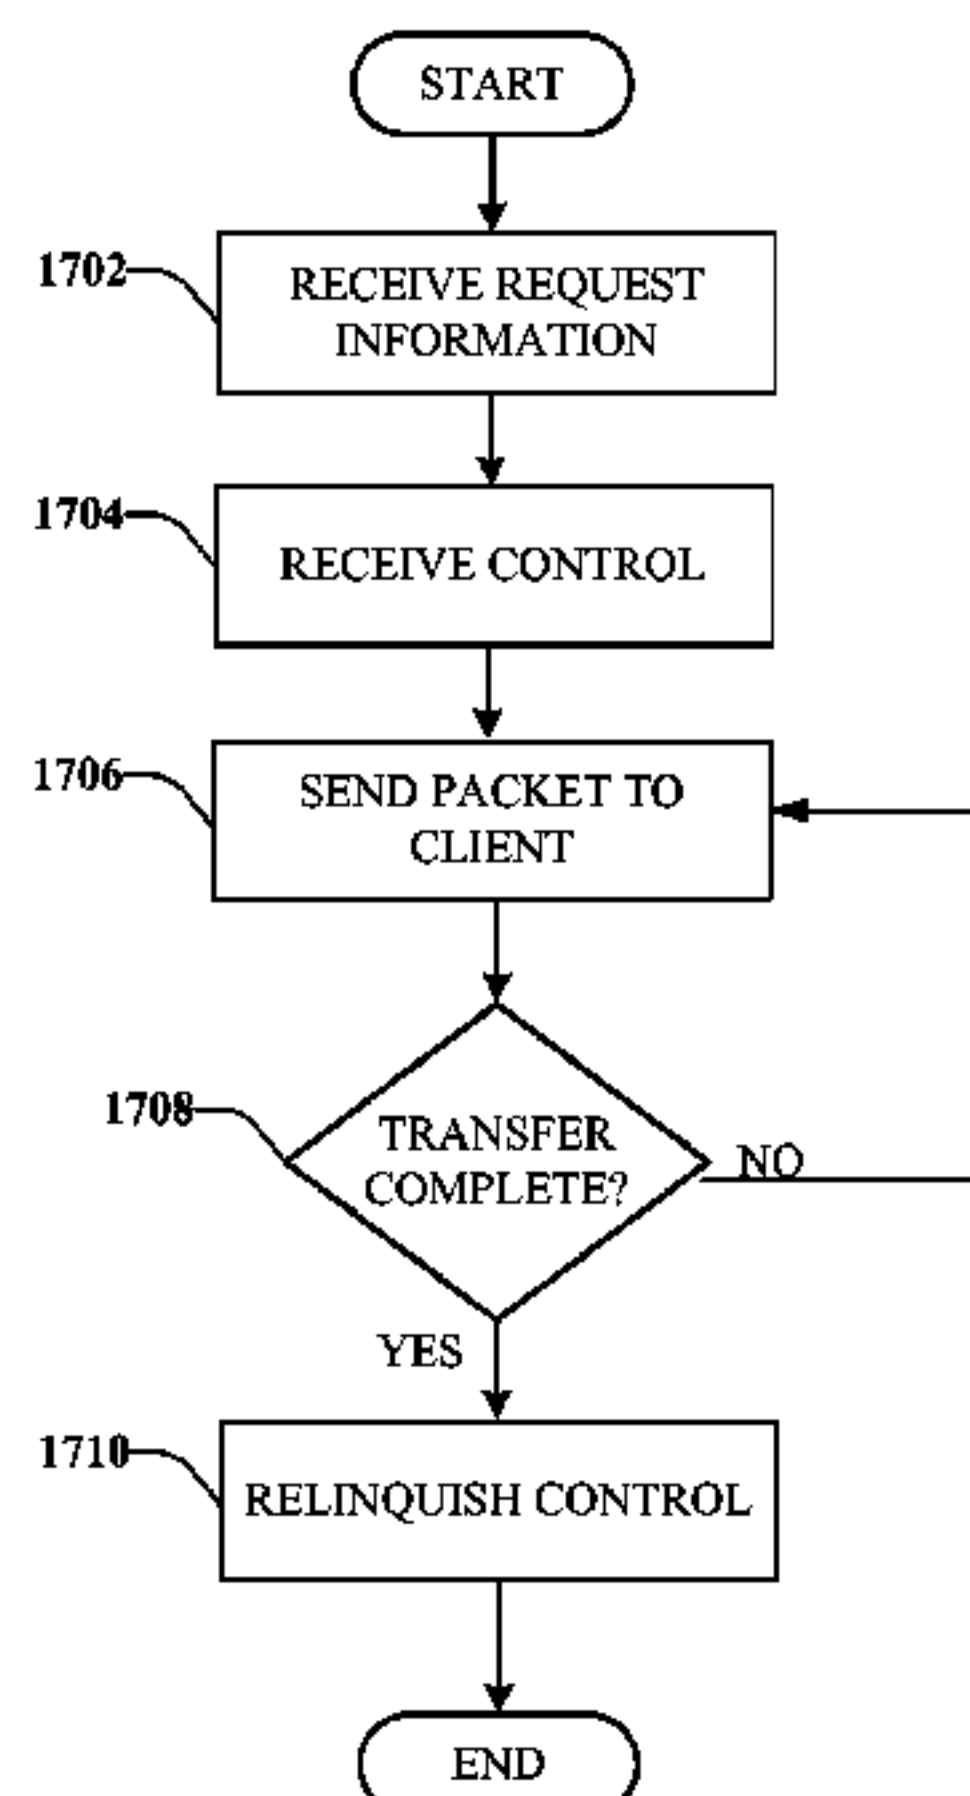 START
1702
RECEIVE REQUEST
INFORMATION
1704
RECEIVE CONTROL
1706
SEND PACKET TO
CLIENT
1708
TRANSFER
COMPLETE?
NO
YES
1710
RELINQUISH CONTROL
END